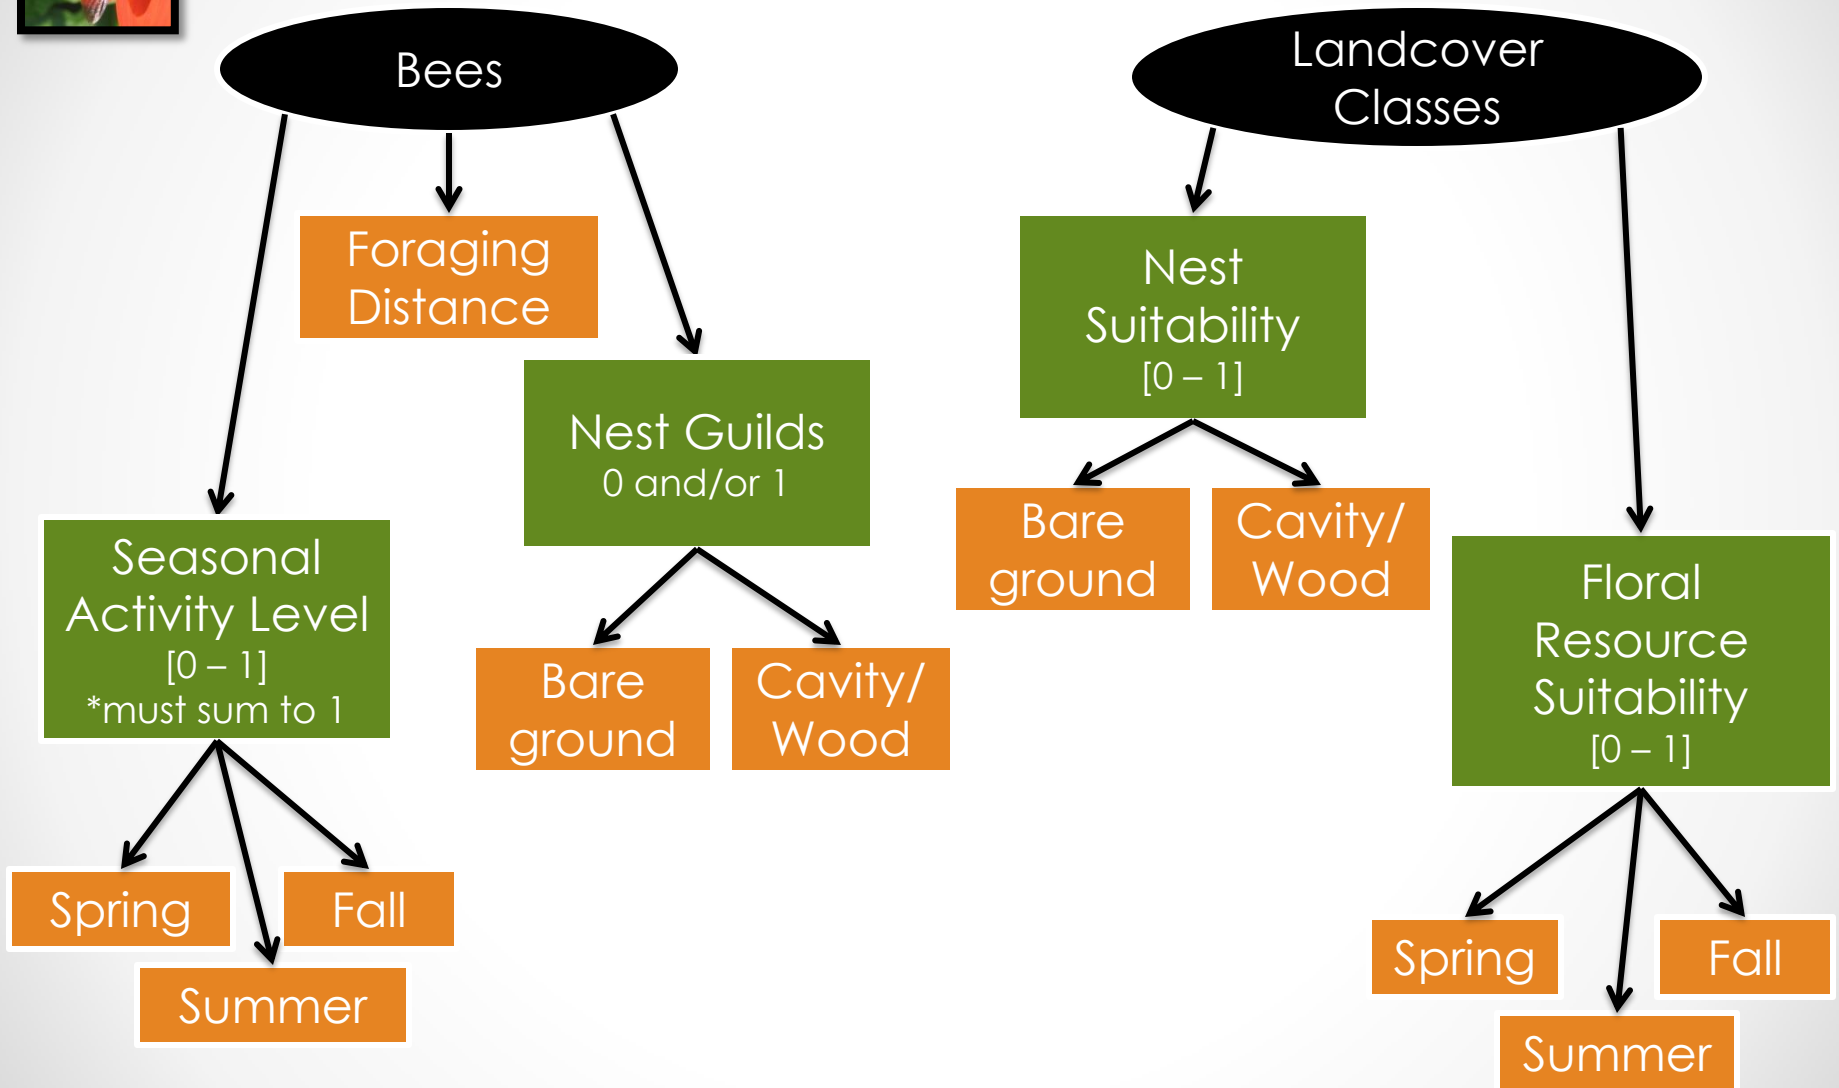 Bees
Foraging
Distance
Nest Guilds
0 and/or 1
Bare
ground
Cavity/
Wood
Seasonal
Activity Level
[0 – 1]
*must sum to 1
Spring
Fall
Summer
Landcover
Classes
Nest
Suitability
[0 – 1]
Bare
ground
Cavity/
Wood
Floral
Resource
Suitability
[0 – 1]
Spring
Fall
Summer